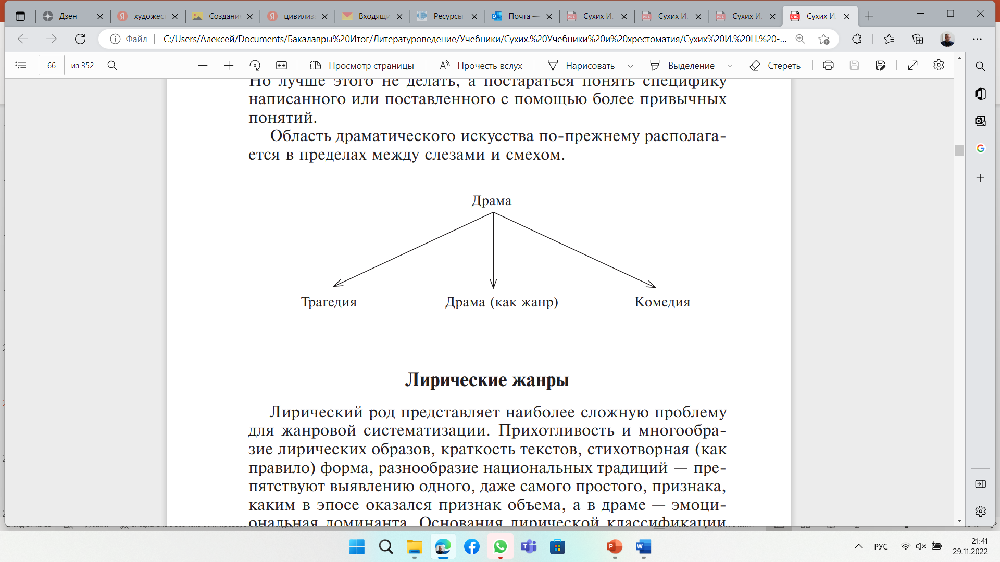 Дзен
художест
Создани
цивилиза
Входящи
Ресурсы
Почта —
Сухих И.
Сухих И.
Сухих И.
Сухих И.
Файл
C:/Users/Алексей/Documents/Бакалавры%20Итог/Литературоведение/Учебники/Сухих.%20Учебники%20и%20хрестоматия/Сухих%20И.%20Н.%20-...
66
из 352
Просмотр страницы
Прочесть вслух
Нарисовать
Выделение
Стереть
Но лучше этого не делать, а постараться понять специфику
написанного или поставленного с помощью более привычных
понятий.
Область драматического искусства по-прежнему располага-
ется в пределах между слезами и смехом.
Драма
Трагедия
Драма (как жанр)
Комедия
Лирические жанры
Лирический род представляет наиболее сложную проблему
для жанровой систематизации. Прихотливость и многообра-
зие лирических образов, краткость текстов, стихотворная (как
правило) форма, разнообразие национальных традиций — пре-
пятствуют выявлению одного, даже самого простого, признака,
каким в эпосе оказался признак объема, а в драме — эмоци-
ональная доминанта. Основания лирической классификации
РУС
21:41
29.11.2022